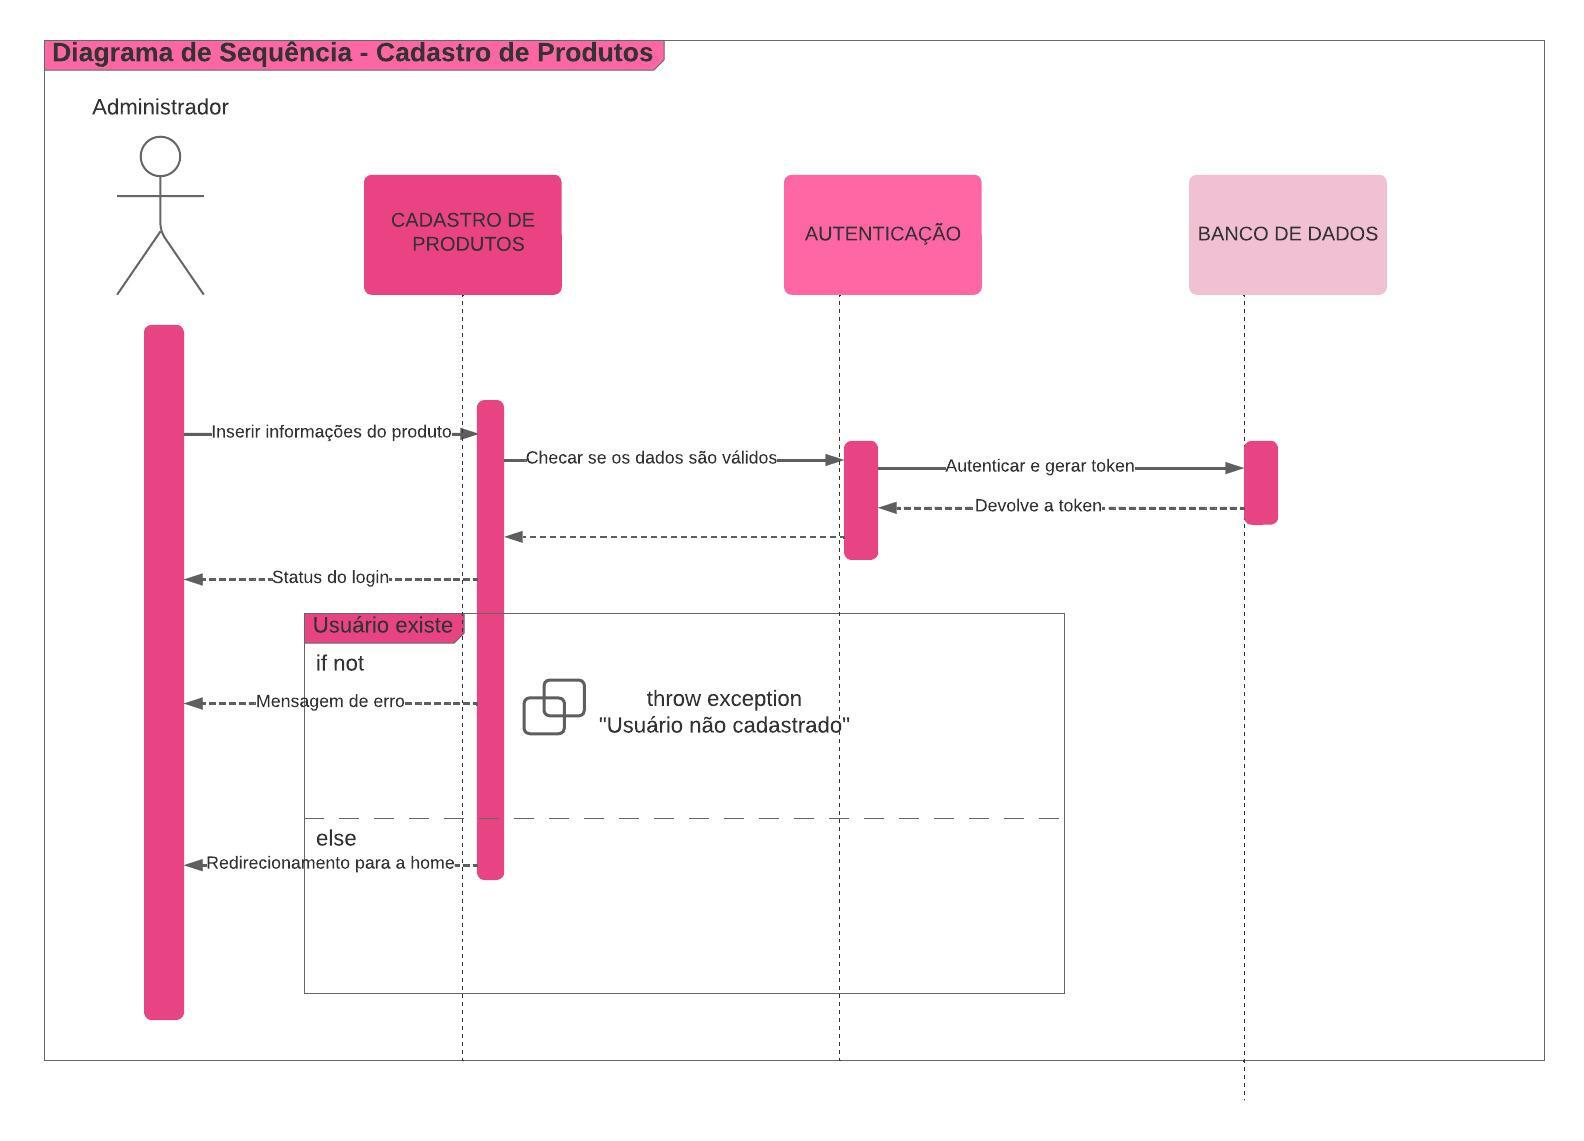 Diagrama de Sequência - Cadastro de Produtos
Administrador
CADASTRO DE
PRODUTOS
AUTENTICAÇÃO
BANCO DE DADOS
Inserir informações do produto
Checar se os dados são válidos
Autenticar e gerar token
Devolve a token
Status do login
Usuário existe
if not
Mensagem de erro
throw exception
"Usuário não cadastrado"
else
Redirecionamento para a home